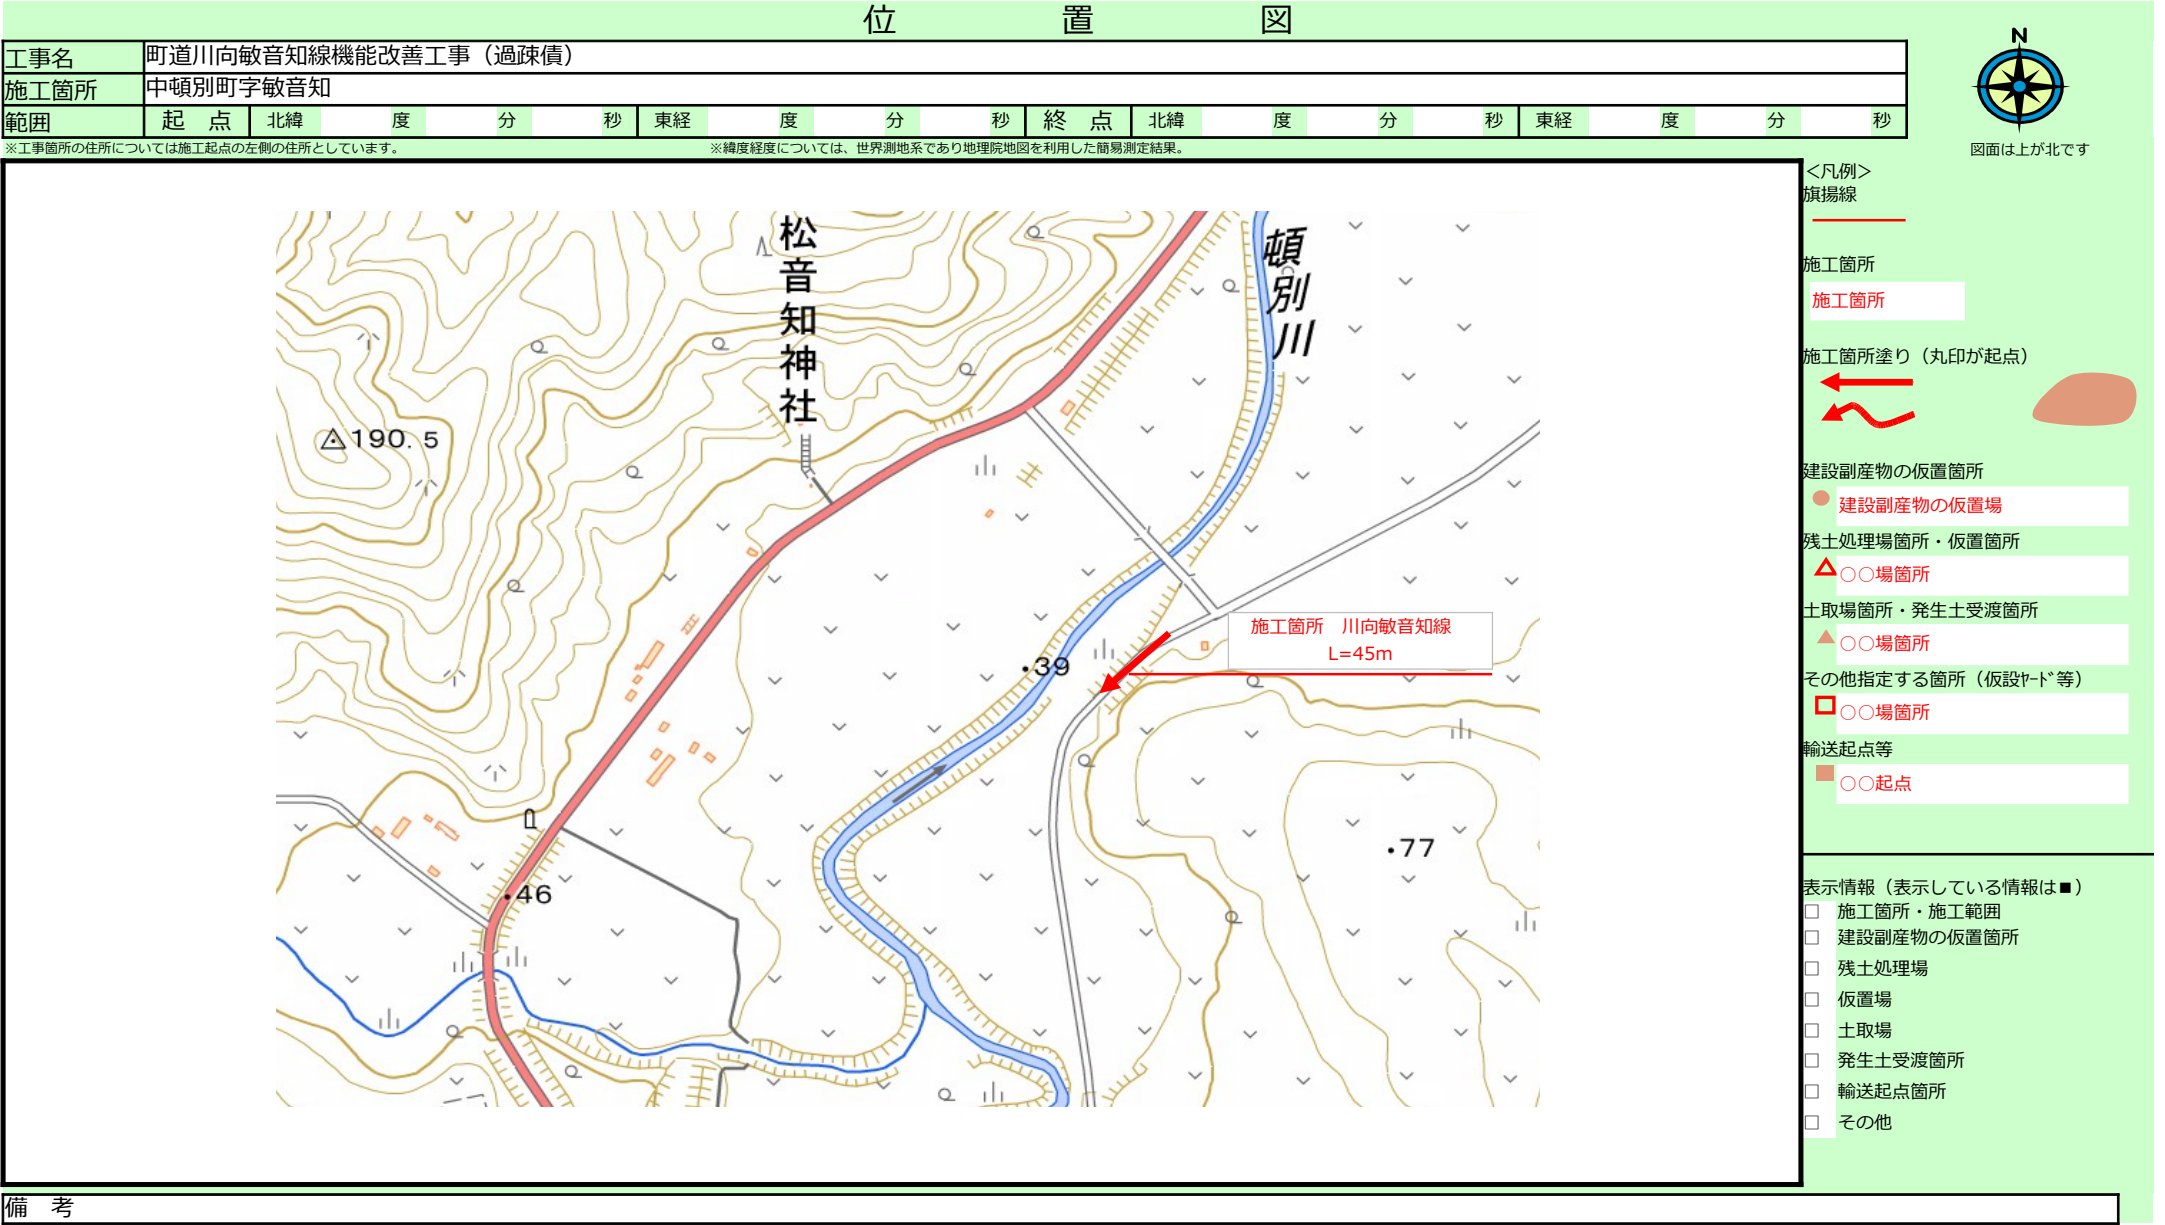 位置図
N
工事名 町道川向敏音知線機能改善工事（過疎債）
施工箇所 中頓別町字敏音知
範囲 起点 北緯 度 分 秒 東経 度 分 秒 終点 北緯 度 分 秒 東経 度 分 秒
※工事箇所の住所については施工起点の左側の住所としています。 ※緯度経度については、世界測地系であり地理院地図を利用した簡易測定結果。
図面は上が北です
松音知神社
頓別川
190.5
施工箇所 川向敏音知線
L=45m
39
77
46
＜凡例＞
旗揚線
施工箇所
施工箇所
施工箇所塗り（丸印が起点）
建設副産物の仮置箇所
建設副産物の仮置場
残土処理場箇所・仮置箇所
○○場箇所
土取場箇所・発生土受渡箇所
○○場箇所
その他指定する箇所（仮設ﾔｰﾄﾞ等）
○○場箇所
輸送起点等
○○起点
表示情報（表示している情報は■）
□ 施工箇所・施工範囲
□ 建設副産物の仮置箇所
□ 残土処理場
□ 仮置場
□ 土取場
□ 発生土受渡箇所
□ 輸送起点箇所
□ その他
備考